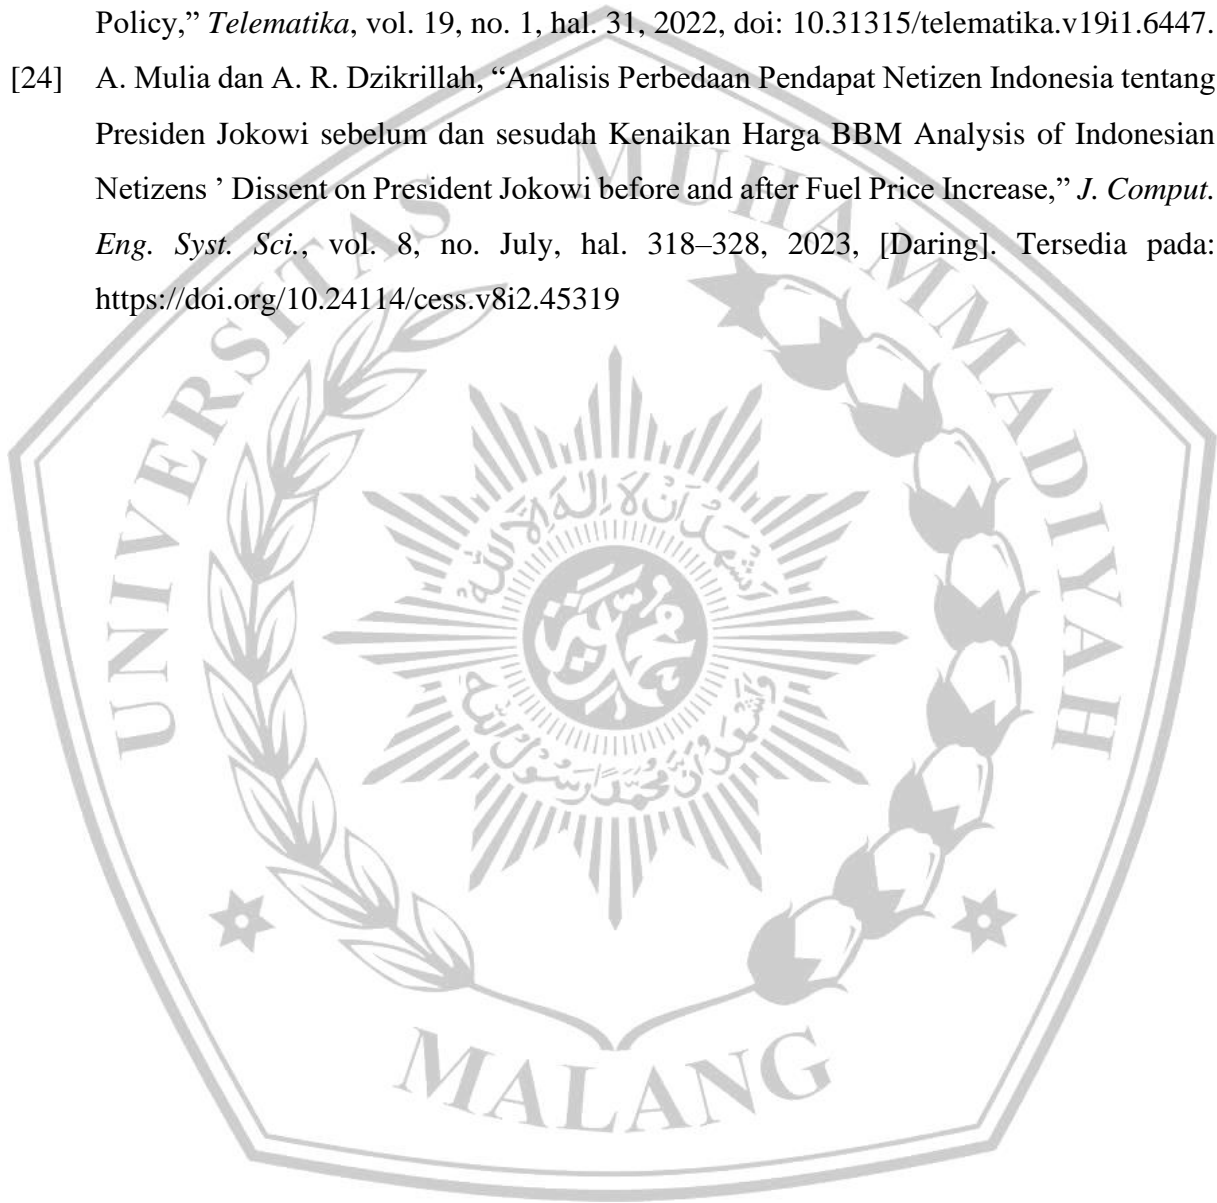 Policy,” Telematika, vol. 19, no. 1, hal. 31, 2022, doi: 10.31315/telematika.v19i1.6447.
[24] A. Mulia dan A. R. Dzikrillah, “Analisis Perbedaan Pendapat Netizen Indonesia tentang
Presiden Jokowi sebelum dan sesudah Kenaikan Harga BBM Analysis of Indonesian
Netizens ’ Dissent on President Jokowi before and after Fuel Price Increase,” J. Comput.
Eng. Syst. Sci., vol. 8, no. July, hal. 318–328, 2023, [Daring]. Tersedia pada:
https://doi.org/10.24114/cess.v8i2.45319
UNIVERSITAS MUHAMMADIYAH
MALANG